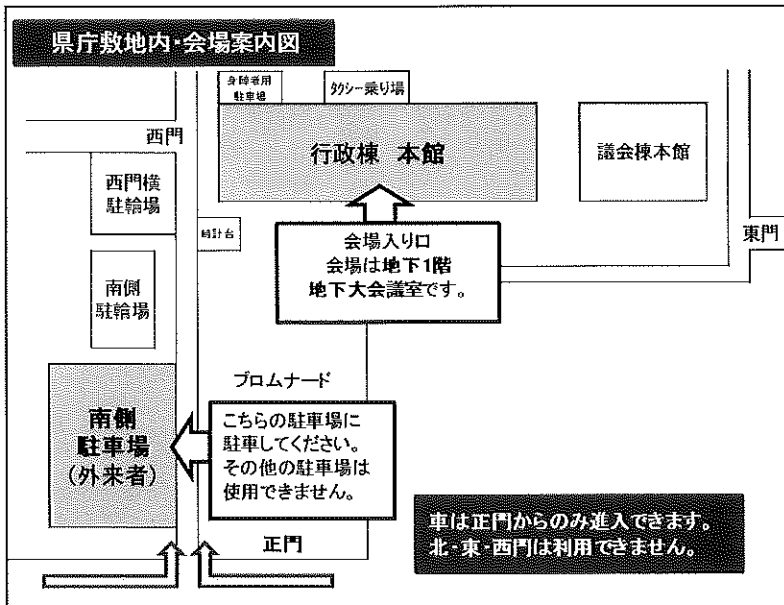 県庁敷地内・会場案内図
身障者用
駐車場
タクシー乗り場
西門
行政棟 本館
議会棟本館
西門横
駐輪場
時計台
会場入り口
会場は地下1階
地下大会議室です。
東門
南側
駐輪場
プロムナード
南側
駐車場
(外来者)
こちらの駐車場に
駐車してください。
その他の駐車場は
使用できません。
正門
車は正門からのみ進入できます。
北・東・西門は利用できません。